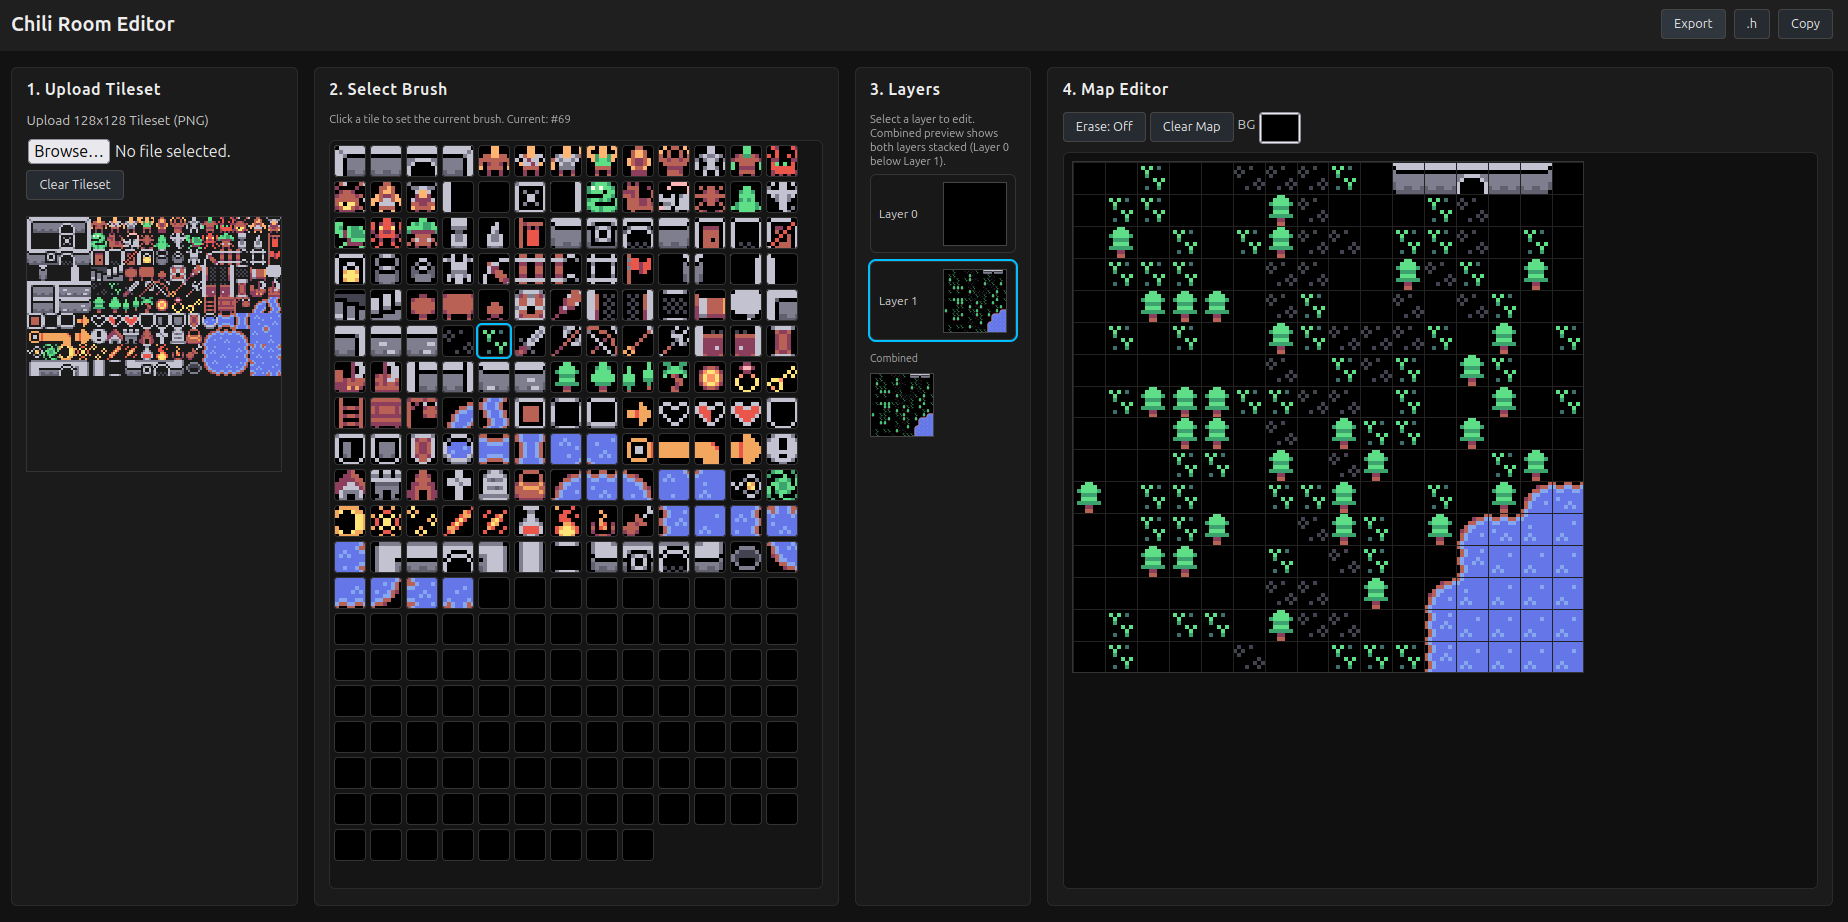 Chili Room Editor
Export
.h
Copy
1. Upload Tileset
Upload 128x128 Tileset (PNG)
Browse... No file selected.
Clear Tileset
2. Select Brush
Click a tile to set the current brush. Current: #69
3. Layers
Select a layer to edit.
Combined preview shows
both layers stacked (Layer 0
below Layer 1).
Layer 0
Layer 1
Combined
4. Map Editor
Erase: Off
Clear Map
BG